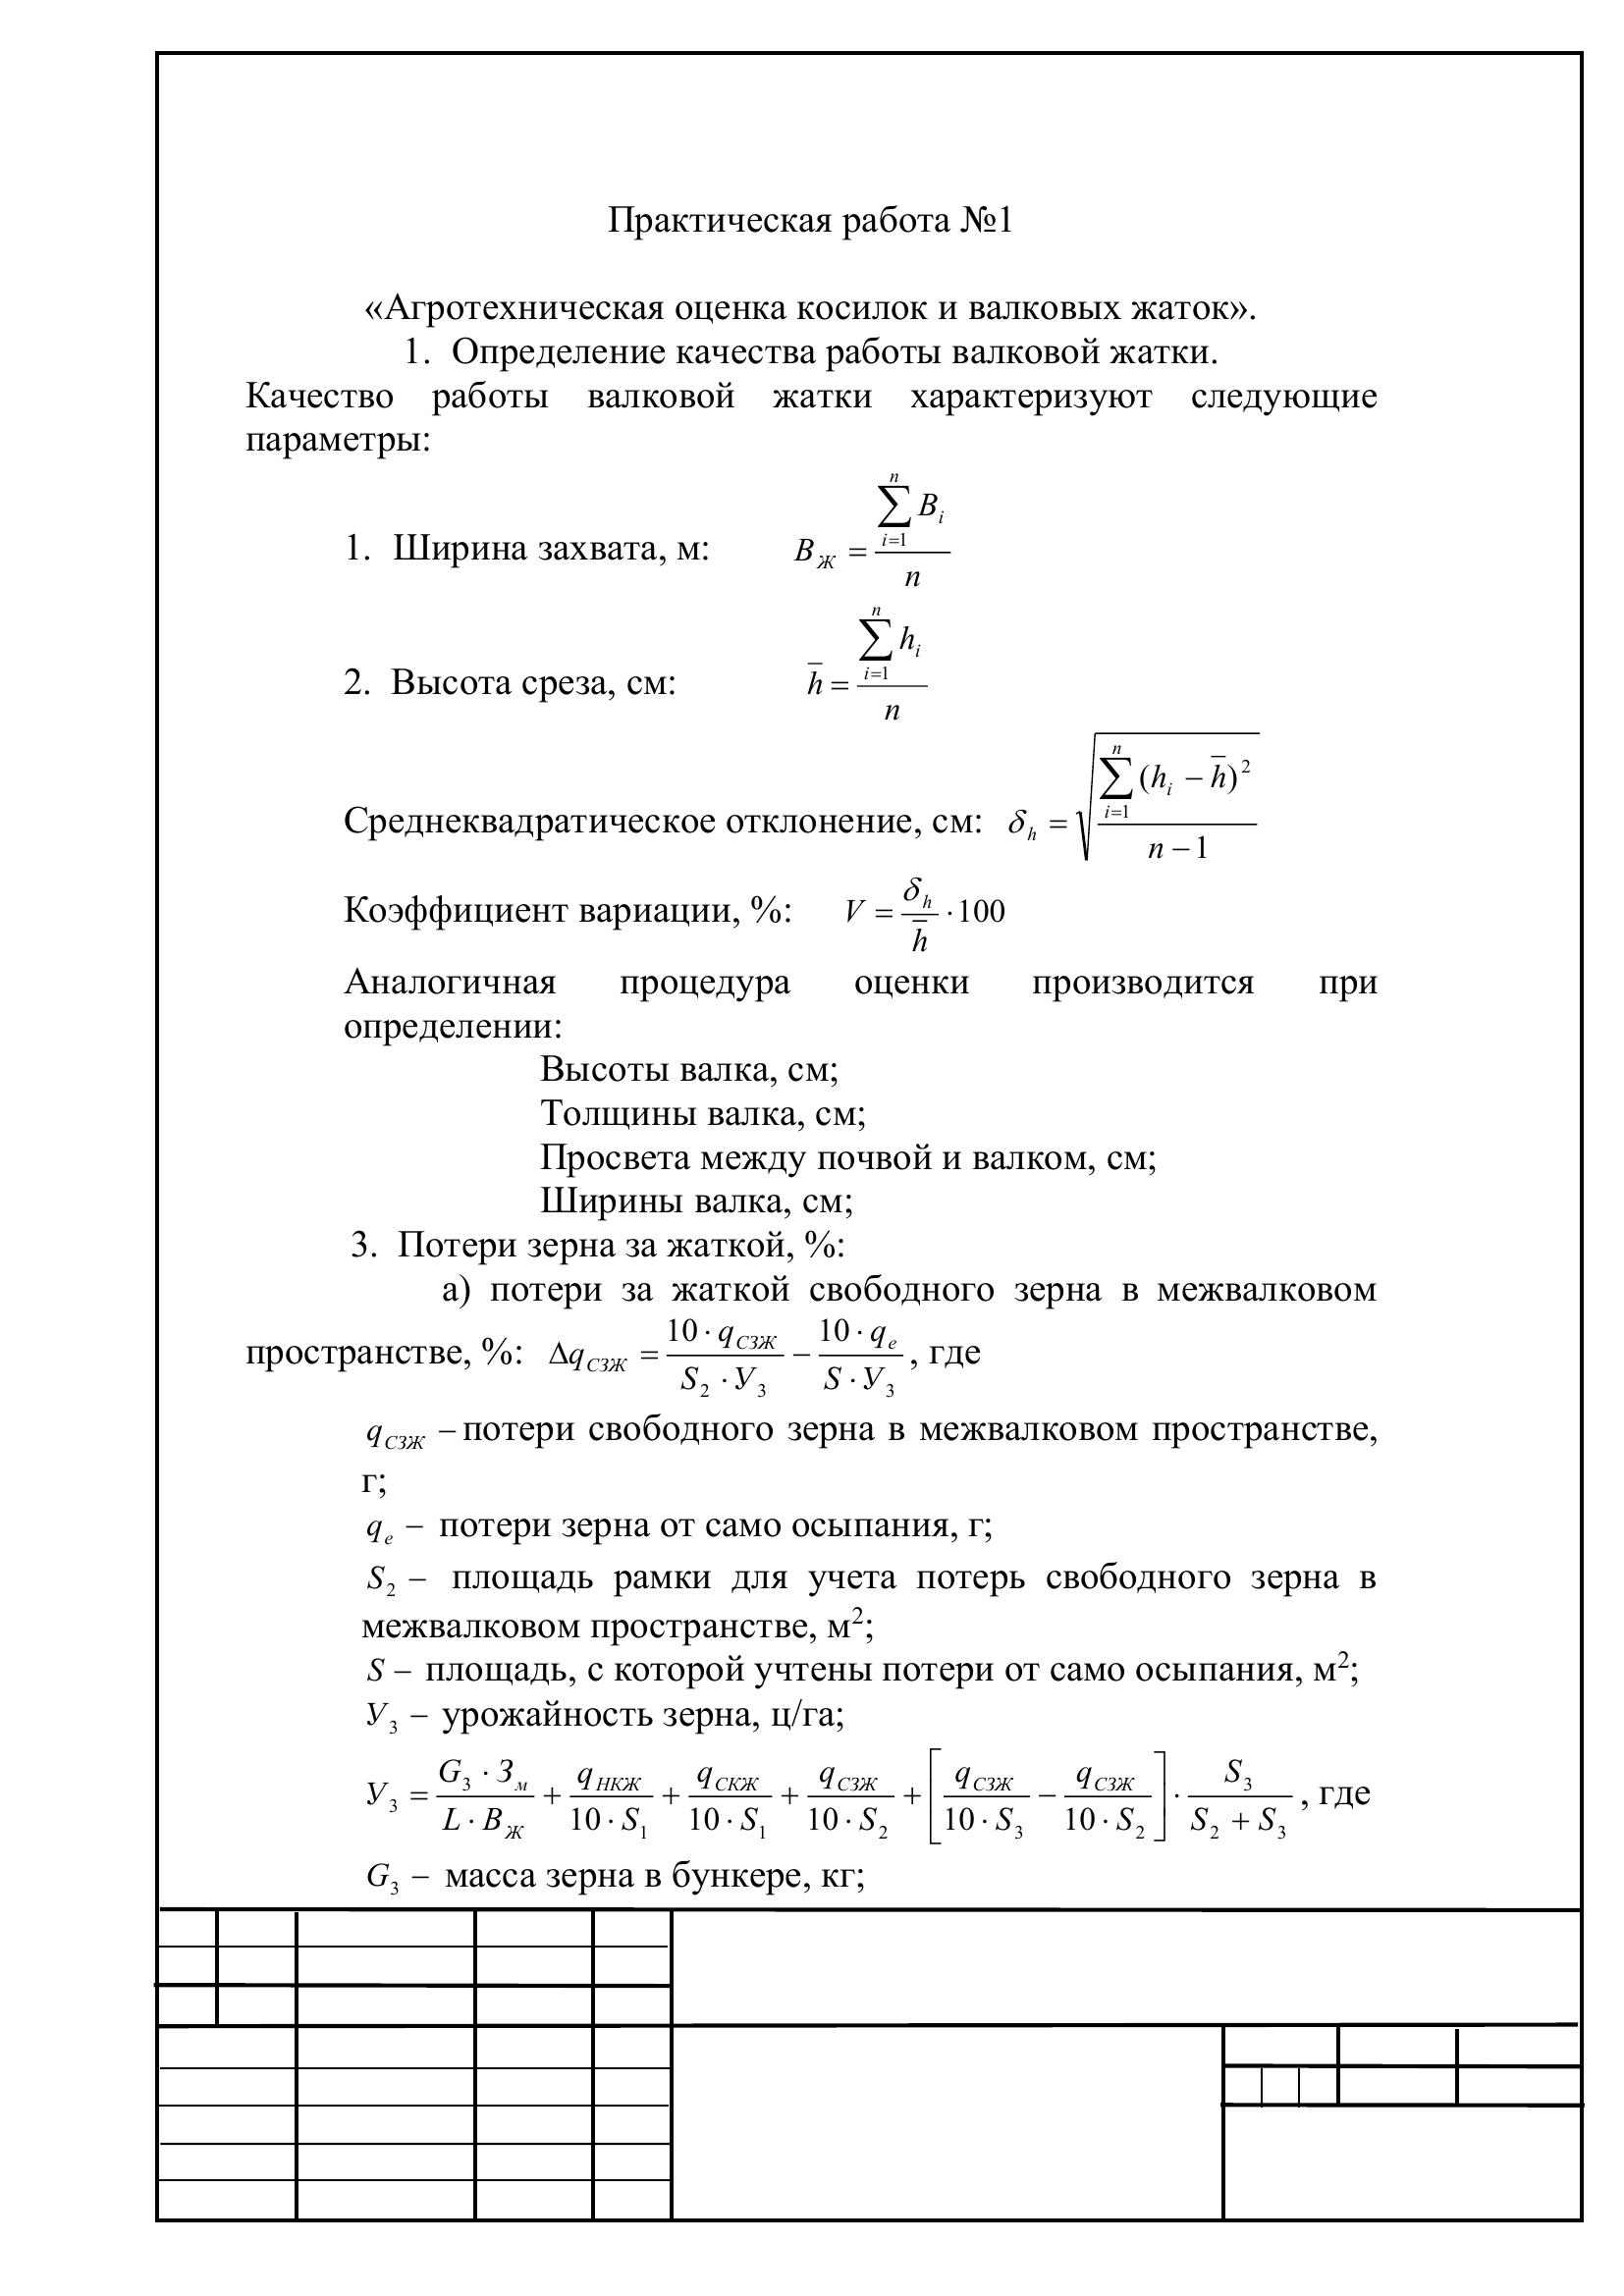 Практическая работа №1
«Агротехническая оценка косилок и валковых жаток».
1. Определение качества работы валковой жатки.
Качество работы валковой жатки характеризуют следующие
параметры:
1. Ширина захвата, м: $B_{Ж} = \frac{\sum_{i=1}^{n} B_i}{n}$
2. Высота среза, см: $\overline{h} = \frac{\sum_{i=1}^{n} h_i}{n}$
Среднеквадратическое отклонение, см: $\delta_h = \sqrt{\frac{\sum_{i=1}^{n} (h_i - \overline{h})^2}{n-1}}$
Коэффициент вариации, %: $V = \frac{\delta_h}{\overline{h}} \cdot 100$
Аналогичная процедура оценки производится при
определении:
Высоты валка, см;
Толщины валка, см;
Просвета между почвой и валком, см;
Ширины валка, см;
3. Потери зерна за жаткой, %:
а) потери за жаткой свободного зерна в межвалковом
пространстве, %: $\Delta q_{СЗЖ} = \frac{10 \cdot q_{СЗЖ}}{S_2 \cdot У_3} - \frac{10 \cdot q_e}{S \cdot У_3}$, где
$q_{СЗЖ}$ – потери свободного зерна в межвалковом пространстве,
г;
$q_e$ – потери зерна от само осыпания, г;
$S_2$ – площадь рамки для учета потерь свободного зерна в
межвалковом пространстве, м²;
$S$ – площадь, с которой учтены потери от само осыпания, м²;
$У_3$ – урожайность зерна, ц/га;
$У_3 = \frac{G_3 \cdot З_м}{L \cdot B_{Ж}} + \frac{q_{НКЖ}}{10 \cdot S_1} + \frac{q_{СКЖ}}{10 \cdot S_1} + \frac{q_{СЗЖ}}{10 \cdot S_2} + \left[ \frac{q_{СЗЖ}}{10 \cdot S_3} - \frac{q_{СЗЖ}}{10 \cdot S_2} \right] \cdot \frac{S_3}{S_2 + S_3}$, где
$G_3$ – масса зерна в бункере, кг;